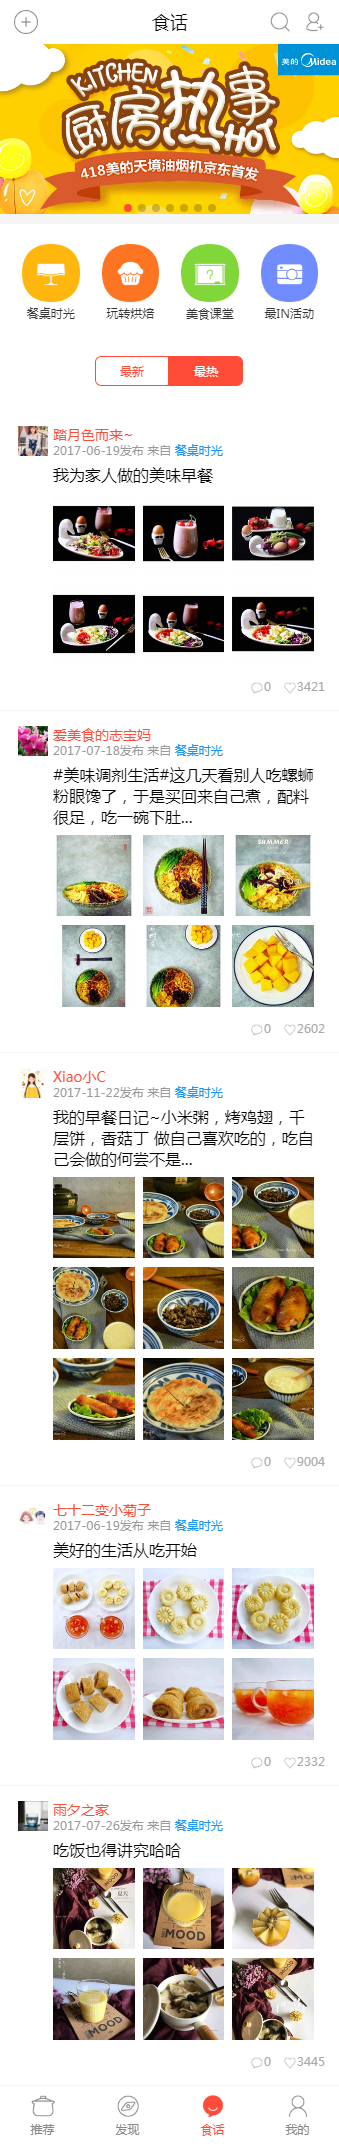 食话
美的 Midea
KITCHEN
厨房热事
HOT
418美的天境油烟机京东首发
餐桌时光
玩转烘焙
美食课堂
最IN活动
最新
最热
踏月色而来~
2017-06-19发布 来自 餐桌时光
我为家人做的美味早餐
0 3421
爱美食的志宝妈
2017-07-18发布 来自 餐桌时光
#美味调剂生活#这几天看别人吃螺蛳
粉眼馋了，于是买回来自己煮，配料
很足，吃一碗下肚...
SUMMER
0 2602
Xiao小C
2017-11-22发布 来自 餐桌时光
我的早餐日记~小米粥，烤鸡翅，千
层饼，香菇丁 做自己喜欢吃的，吃自
己会做的何尝不是...
0 9004
七十二变小菊子
2017-06-19发布 来自 餐桌时光
美好的生活从吃开始
0 2332
雨夕之家
2017-07-26发布 来自 餐桌时光
吃饭也得讲究哈哈
MOOD
MOOD
MOOD
0 3445
推荐
发现
食话
我的